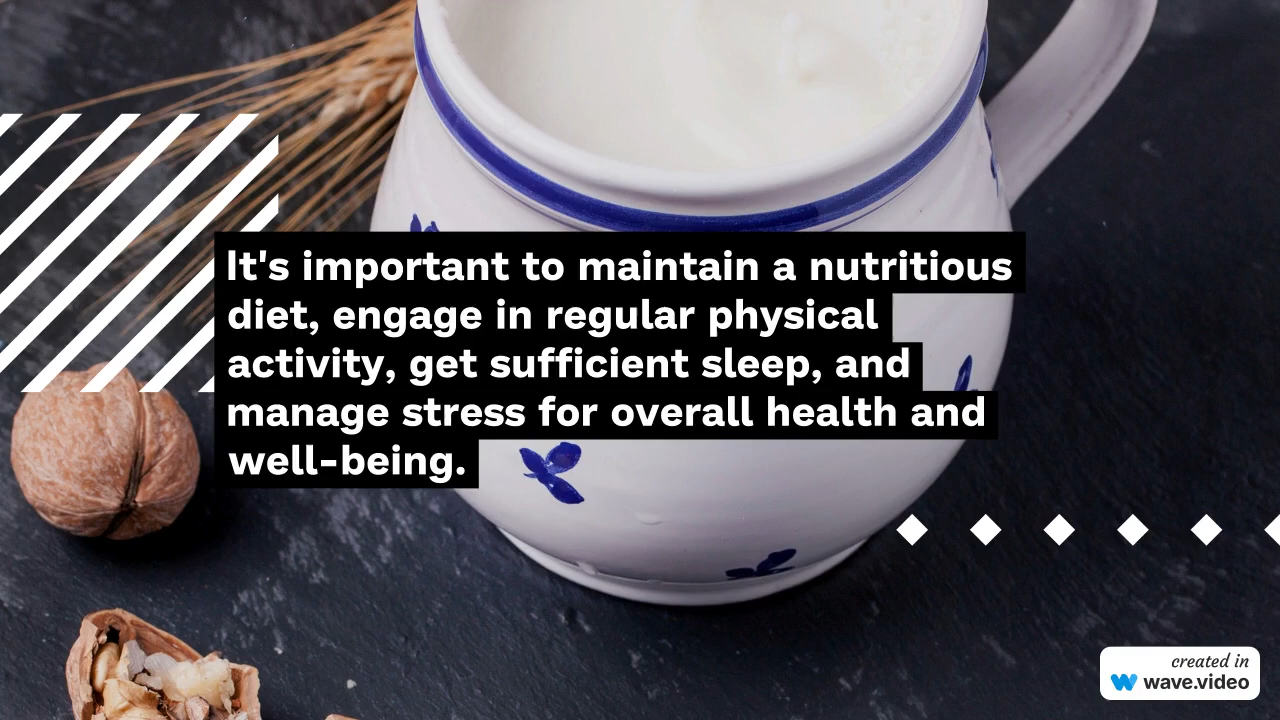 It's important to maintain a nutritious
diet, engage in regular physical
activity, get sufficient sleep, and
manage stress for overall health and
well-being.
created in
wave.video